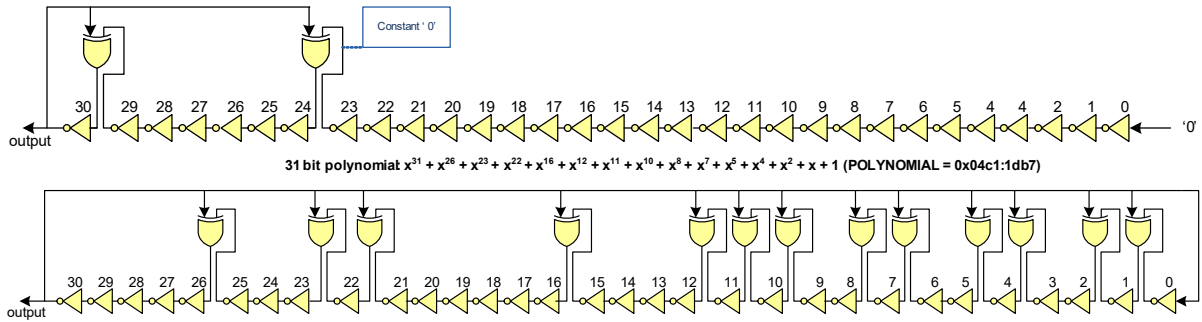 Constant ‘ 0’
30 29 28 27 26 25 24 23 22 21 20 19 18 17 16 15 14 13 12 11 10 9 8 7 6 5 4 4 2 1 0
output
‘0’
31 bit polynomial: x³¹ + x²⁶ + x²³ + x²² + x¹⁶ + x¹² + x¹¹ + x¹⁰ + x⁸ + x⁷ + x⁵ + x⁴ + x² + x + 1 (POLYNOMIAL = 0x04c1:1db7)
30 29 28 27 26 25 24 23 22 21 20 19 18 17 16 15 14 13 12 11 10 9 8 7 6 5 4 3 2 1 0
output